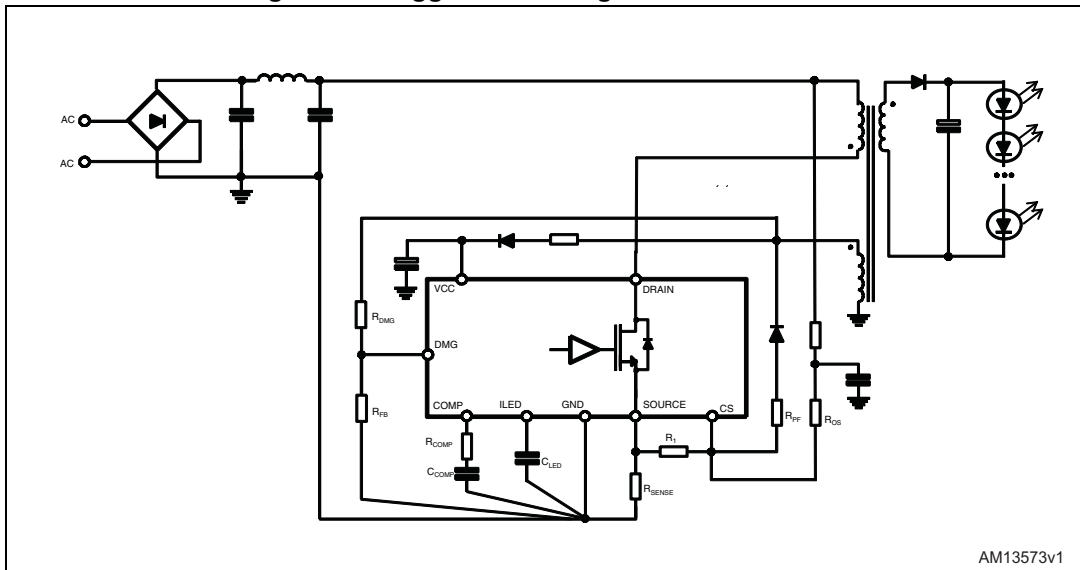 AC
AC
VCC
DRAIN
R_DMG
DMG
R_FB
COMP
ILED
GND
SOURCE
CS
R_PF
R_OS
R_COMP
C_COMP
C_LED
R_1
R_SENSE
AM13573v1